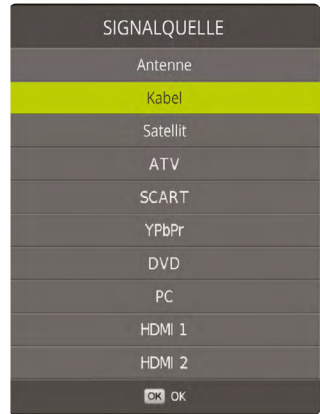 SIGNALQUELLE
Antenne
Kabel
Satellit
ATV
SCART
YPbPr
DVD
PC
HDMI 1
HDMI 2
OK OK